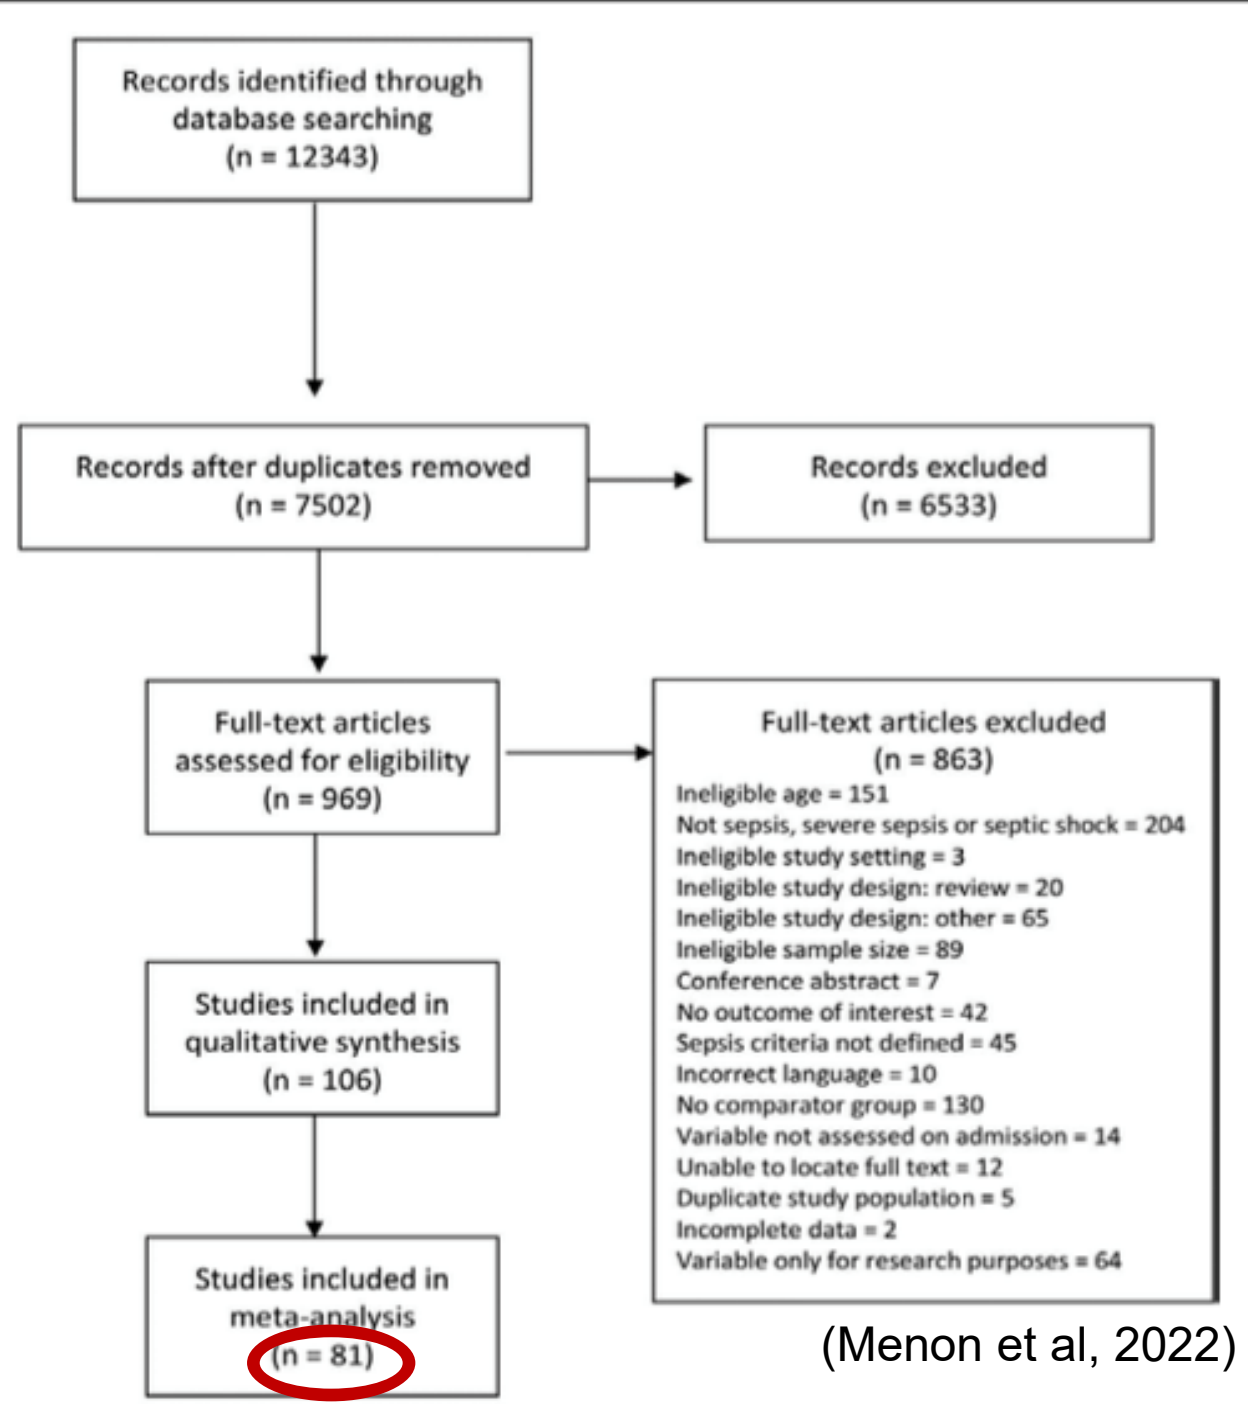 Records identified through
database searching
(n = 12343)
Records after duplicates removed
(n = 7502)
Records excluded
(n = 6533)
Full-text articles
assessed for eligibility
(n = 969)
Full-text articles excluded
(n = 863)
Ineligible age = 151
Not sepsis, severe sepsis or septic shock = 204
Ineligible study setting = 3
Ineligible study design: review = 20
Ineligible study design: other = 65
Ineligible sample size = 89
Conference abstract = 7
No outcome of interest = 42
Sepsis criteria not defined = 45
Incorrect language = 10
No comparator group = 130
Variable not assessed on admission = 14
Unable to locate full text = 12
Duplicate study population = 5
Incomplete data = 2
Variable only for research purposes = 64
Studies included in
qualitative synthesis
(n = 106)
Studies included in
meta-analysis
(n = 81)
(Menon et al, 2022)